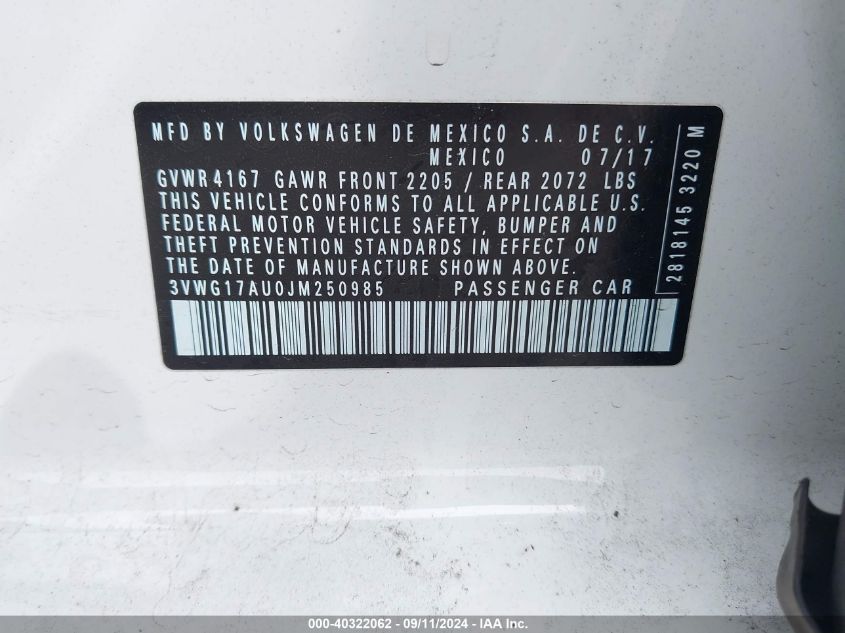 MFD BY VOLKSWAGEN DE MEXICO S.A. DE C.V.
MEXICO 07/17
GVWR 4167 GAWR FRONT 2205 / REAR 2072 LBS
THIS VEHICLE CONFORMS TO ALL APPLICABLE U.S.
FEDERAL MOTOR VEHICLE SAFETY, BUMPER AND
THEFT PREVENTION STANDARDS IN EFFECT ON
THE DATE OF MANUFACTURE SHOWN ABOVE.
3VWG17AU0JM250985 PASSENGER CAR
2818145 3220 M
000-40322062 - 09/11/2024 - IAA Inc.